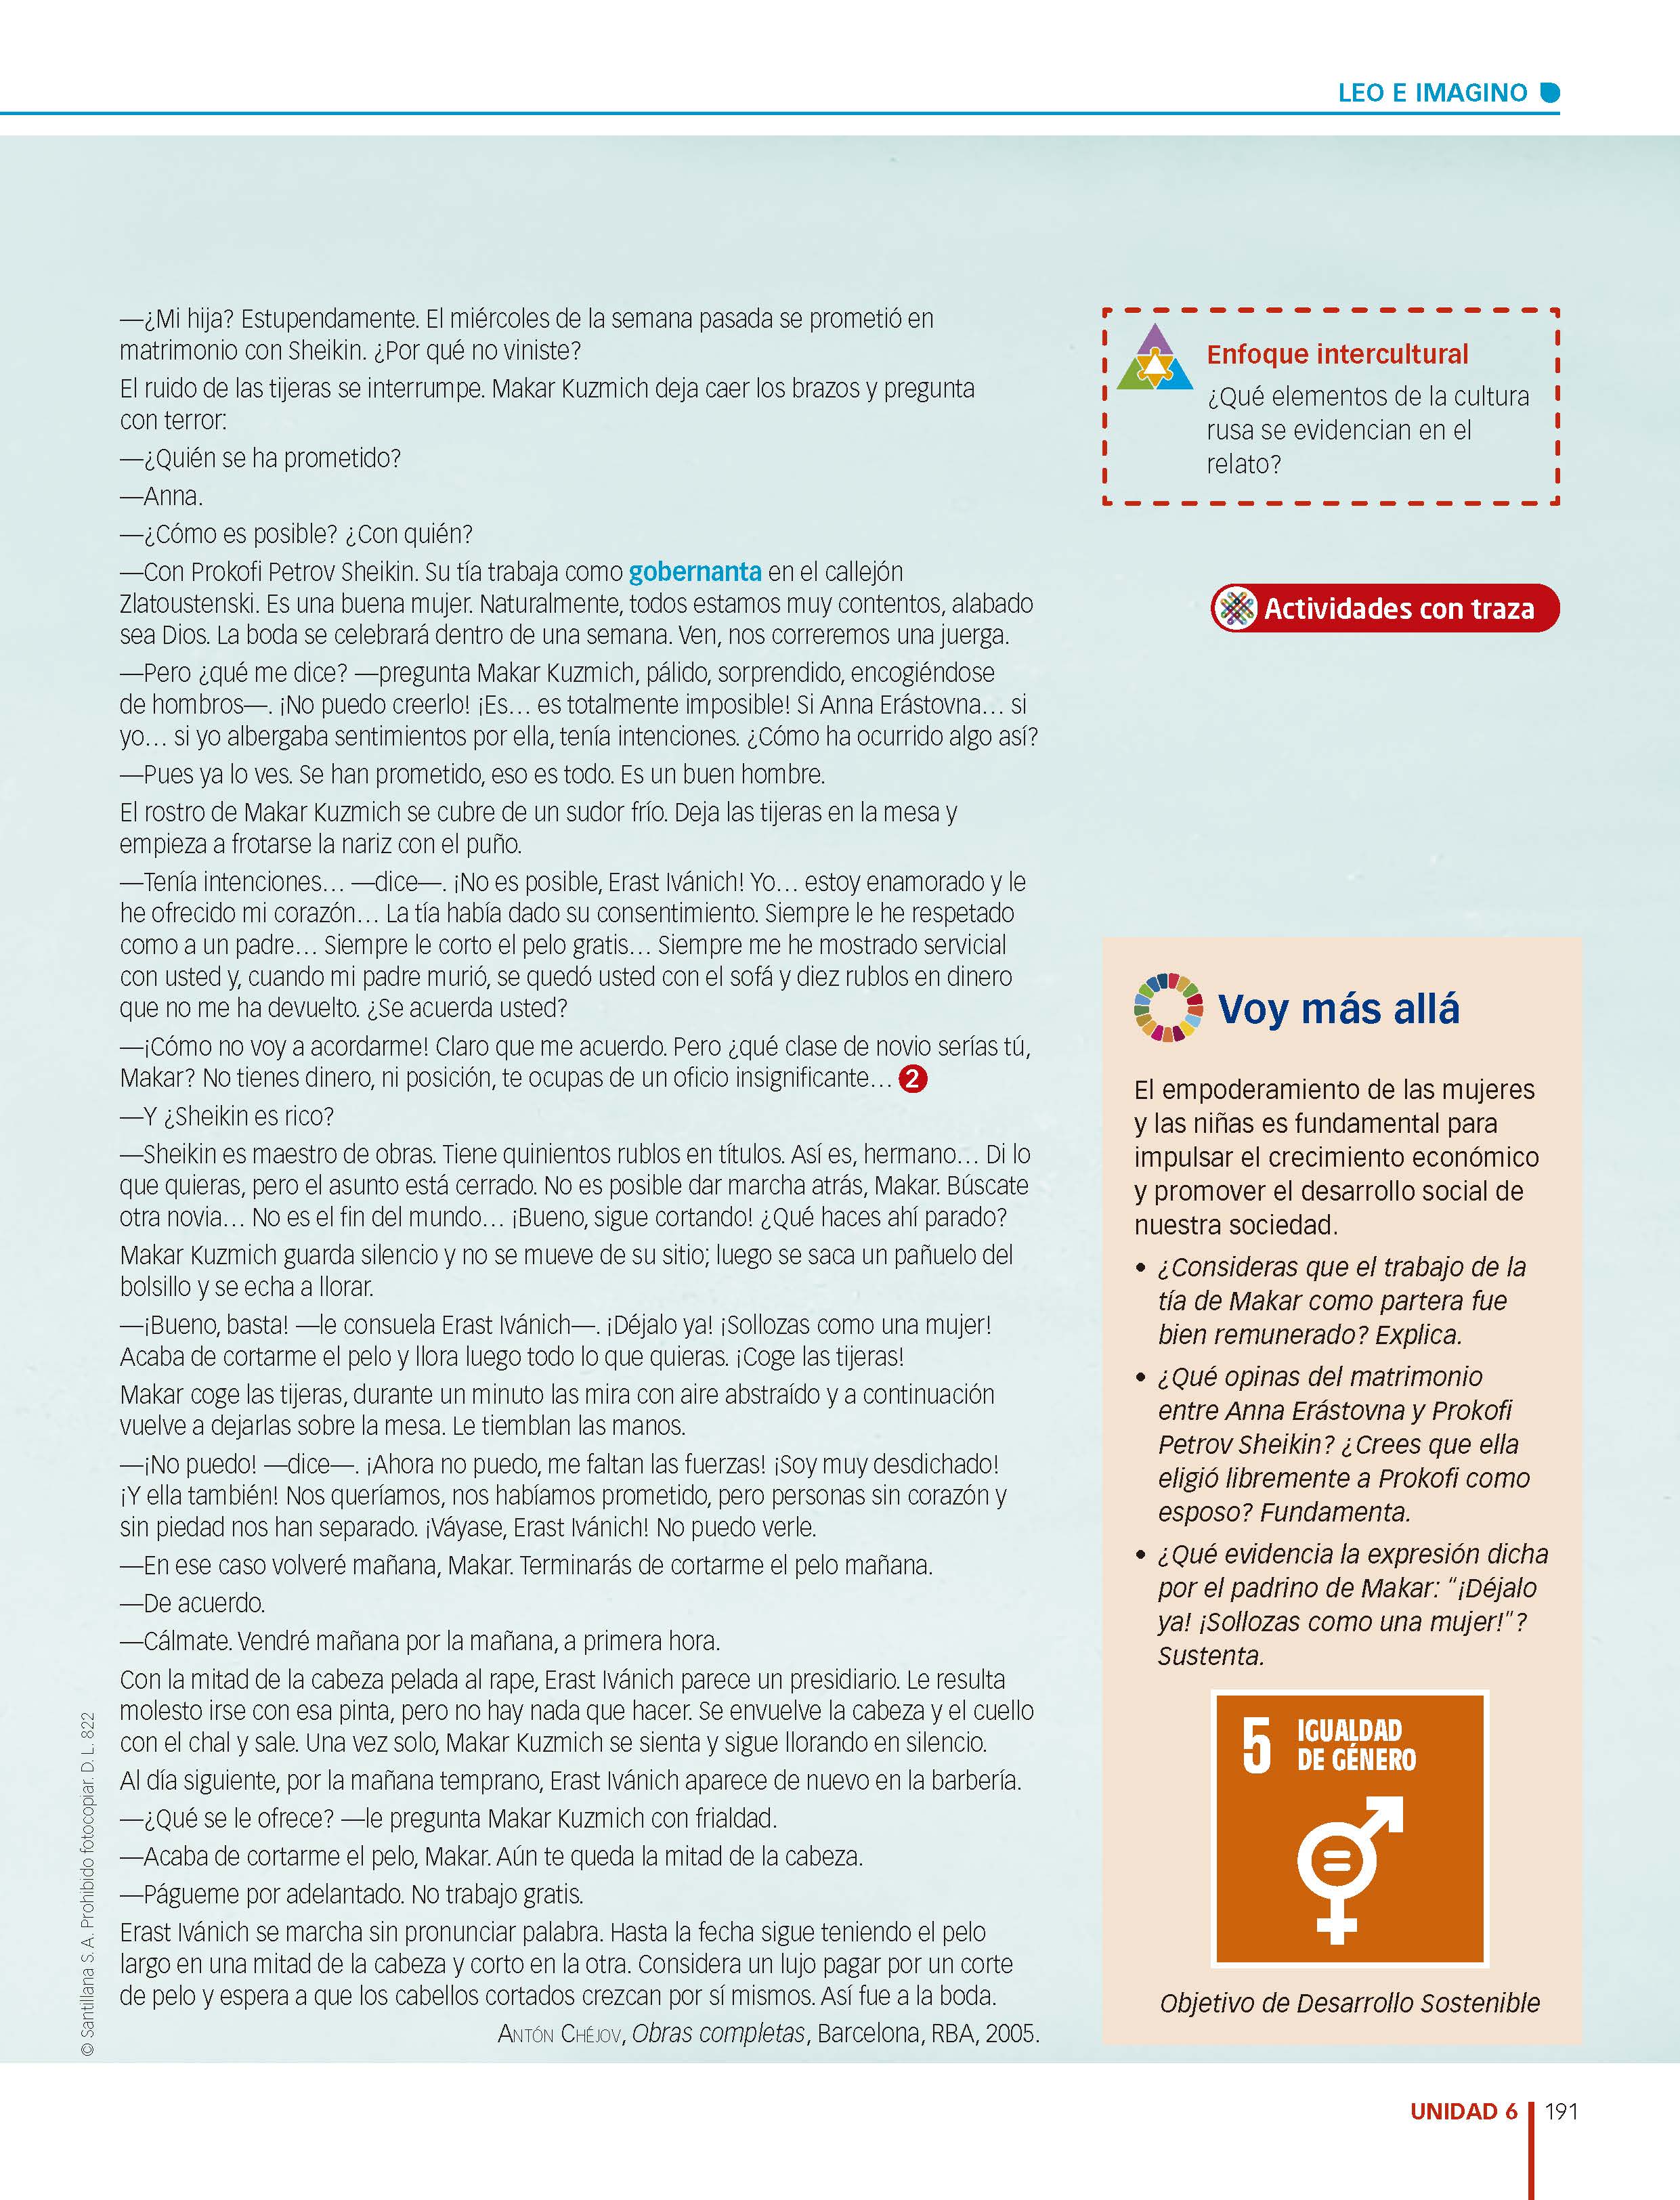 LEO E IMAGINO
—¿Mi hija? Estupendamente. El miércoles de la semana pasada se prometió en
matrimonio con Sheikin. ¿Por qué no viniste?
El ruido de las tijeras se interrumpe. Makar Kuzmich deja caer los brazos y pregunta
con terror:
—¿Quién se ha prometido?
—Anna.
—¿Cómo es posible? ¿Con quién?
—Con Prokofi Petrov Sheikin. Su tía trabaja como gobernanta en el callejón
Zlatoustenski. Es una buena mujer. Naturalmente, todos estamos muy contentos, alabado
sea Dios. La boda se celebrará dentro de una semana. Ven, nos correremos una juerga.
—Pero ¿qué me dice? —pregunta Makar Kuzmich, pálido, sorprendido, encogiéndose
de hombros—. ¡No puedo creerlo! ¡Es… es totalmente imposible! Si Anna Erástovna… si
yo… si yo albergaba sentimientos por ella, tenía intenciones. ¿Cómo ha ocurrido algo así?
—Pues ya lo ves. Se han prometido, eso es todo. Es un buen hombre.
El rostro de Makar Kuzmich se cubre de un sudor frío. Deja las tijeras en la mesa y
empieza a frotarse la nariz con el puño.
—Tenía intenciones… —dice—. ¡No es posible, Erast Ivánich! Yo… estoy enamorado y le
he ofrecido mi corazón… La tía había dado su consentimiento. Siempre le he respetado
como a un padre… Siempre le corto el pelo gratis… Siempre me he mostrado servicial
con usted y, cuando mi padre murió, se quedó usted con el sofá y diez rublos en dinero
que no me ha devuelto. ¿Se acuerda usted?
—¡Cómo no voy a acordarme! Claro que me acuerdo. Pero ¿qué clase de novio serías tú,
Makar? No tienes dinero, ni posición, te ocupas de un oficio insignificante… 2
—Y ¿Sheikin es rico?
—Sheikin es maestro de obras. Tiene quinientos rublos en títulos. Así es, hermano… Di lo
que quieras, pero el asunto está cerrado. No es posible dar marcha atrás, Makar. Búscate
otra novia… No es el fin del mundo… ¡Bueno, sigue cortando! ¿Qué haces ahí parado?
Makar Kuzmich guarda silencio y no se mueve de su sitio; luego se saca un pañuelo del
bolsillo y se echa a llorar.
—¡Bueno, basta! —le consuela Erast Ivánich—. ¡Déjalo ya! ¡Sollozas como una mujer!
Acaba de cortarme el pelo y llora luego todo lo que quieras. ¡Coge las tijeras!
Makar coge las tijeras, durante un minuto las mira con aire abstraído y a continuación
vuelve a dejarlas sobre la mesa. Le tiemblan las manos.
—¡No puedo! —dice—. ¡Ahora no puedo, me faltan las fuerzas! ¡Soy muy desdichado!
¡Y ella también! Nos queríamos, nos habíamos prometido, pero personas sin corazón y
sin piedad nos han separado. ¡Váyase, Erast Ivánich! No puedo verle.
—En ese caso volveré mañana, Makar. Terminarás de cortarme el pelo mañana.
—De acuerdo.
—Cálmate. Vendré mañana por la mañana, a primera hora.
Con la mitad de la cabeza pelada al rape, Erast Ivánich parece un presidiario. Le resulta
molesto irse con esa pinta, pero no hay nada que hacer. Se envuelve la cabeza y el cuello
con el chal y sale. Una vez solo, Makar Kuzmich se sienta y sigue llorando en silencio.
Al día siguiente, por la mañana temprano, Erast Ivánich aparece de nuevo en la barbería.
—¿Qué se le ofrece? —le pregunta Makar Kuzmich con frialdad.
—Acaba de cortarme el pelo, Makar. Aún te queda la mitad de la cabeza.
—Págueme por adelantado. No trabajo gratis.
Erast Ivánich se marcha sin pronunciar palabra. Hasta la fecha sigue teniendo el pelo
largo en una mitad de la cabeza y corto en la otra. Considera un lujo pagar por un corte
de pelo y espera a que los cabellos cortados crezcan por sí mismos. Así fue a la boda.
ANTÓN CHÉJOV, Obras completas, Barcelona, RBA, 2005.
Enfoque intercultural
¿Qué elementos de la cultura
rusa se evidencian en el
relato?
Actividades con traza
Voy más allá
El empoderamiento de las mujeres
y las niñas es fundamental para
impulsar el crecimiento económico
y promover el desarrollo social de
nuestra sociedad.
• ¿Consideras que el trabajo de la
tía de Makar como partera fue
bien remunerado? Explica.
• ¿Qué opinas del matrimonio
entre Anna Erástovna y Prokofi
Petrov Sheikin? ¿Crees que ella
eligió libremente a Prokofi como
esposo? Fundamenta.
• ¿Qué evidencia la expresión dicha
por el padrino de Makar: "¡Déjalo
ya! ¡Sollozas como una mujer!"?
Sustenta.
5 IGUALDAD
DE GÉNERO
Objetivo de Desarrollo Sostenible
© Santillana S. A. Prohibido fotocopiar. D. L. 822
UNIDAD 6 191